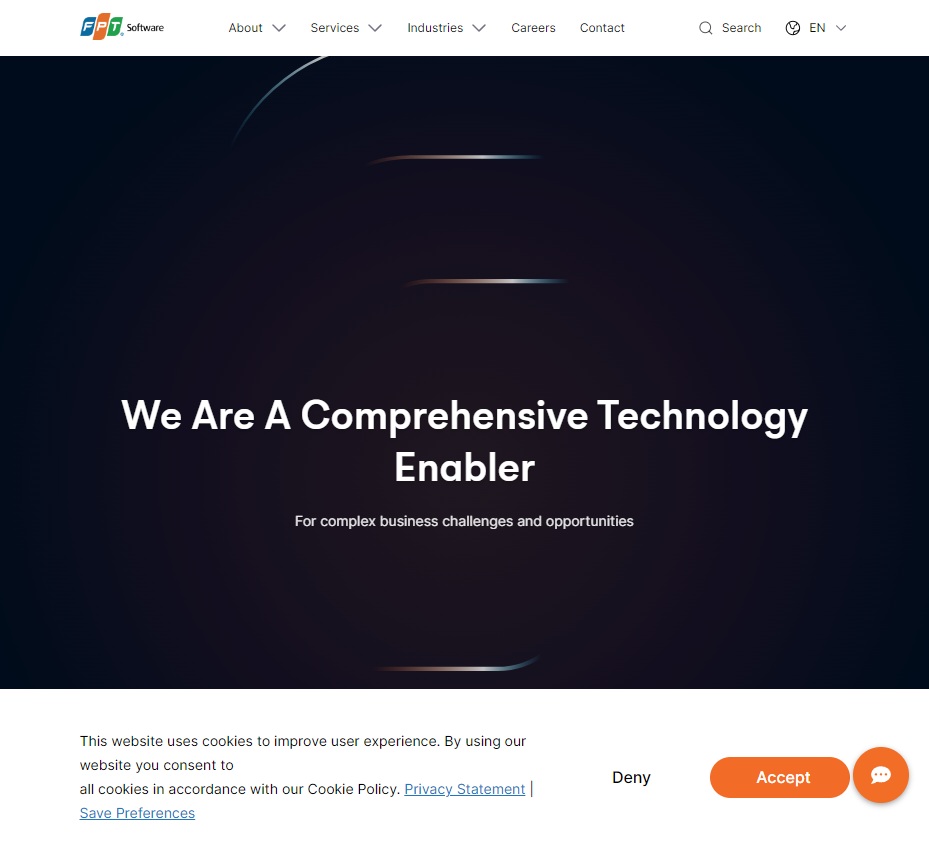 FPT Software
About
Services
Industries
Careers
Contact
Search
EN
We Are A Comprehensive Technology
Enabler
For complex business challenges and opportunities
This website uses cookies to improve user experience. By using our
website you consent to
all cookies in accordance with our Cookie Policy. Privacy Statement |
Save Preferences
Deny
Accept